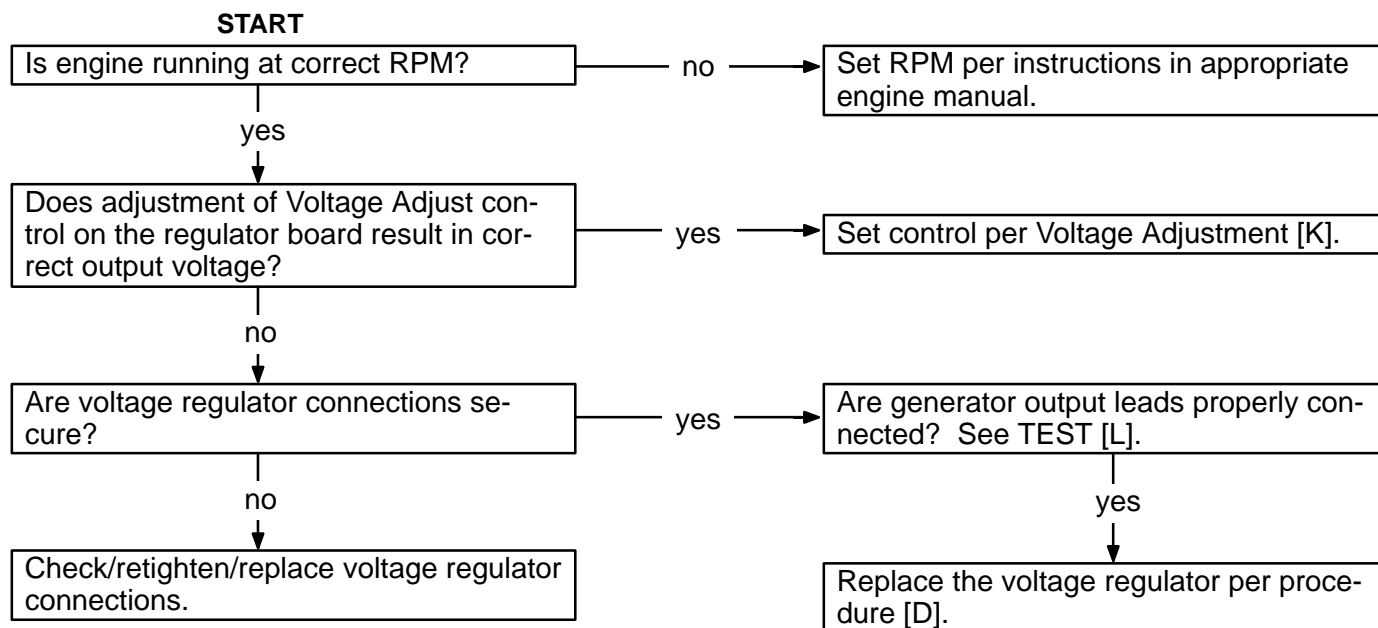 START
Is engine running at correct RPM?
no
Set RPM per instructions in appropriate
engine manual.
yes
Does adjustment of Voltage Adjust con-
trol on the regulator board result in cor-
rect output voltage?
yes
Set control per Voltage Adjustment [K].
no
Are voltage regulator connections se-
cure?
yes
Are generator output leads properly con-
nected?  See TEST [L].
no
Check/retighten/replace voltage regulator
connections.
yes
Replace the voltage regulator per proce-
dure [D].